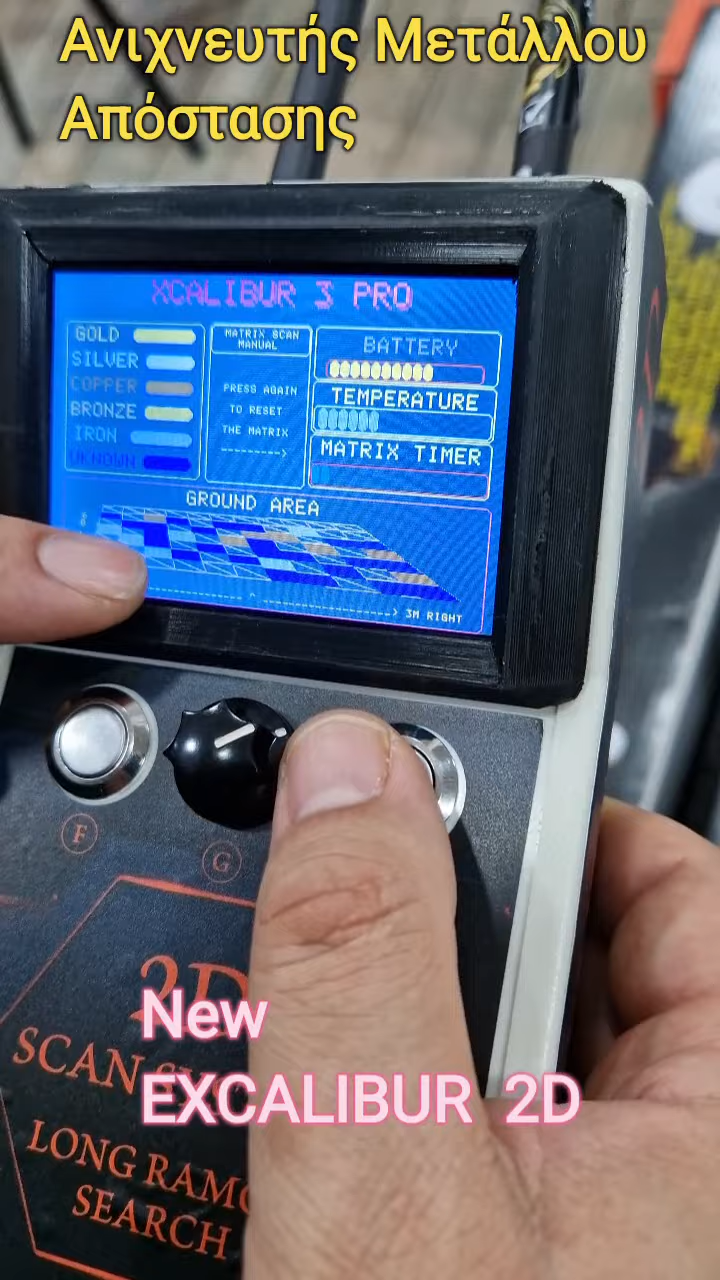 Ανιχνευτής Μετάλλου
Απόστασης
XCALIBUR 3 PRO
GOLD
SILVER
COPPER
BRONZE
IRON
UKNOWN
MATRIX SCAN
MANUAL
PRESS AGAIN
TO RESET
THE MATRIX
------------>
BATTERY
TEMPERATURE
MATRIX TIMER
GROUND AREA
3M RIGHT
F
G
2D
SCAN
LONG
SEARCH
New
EXCALIBUR 2D